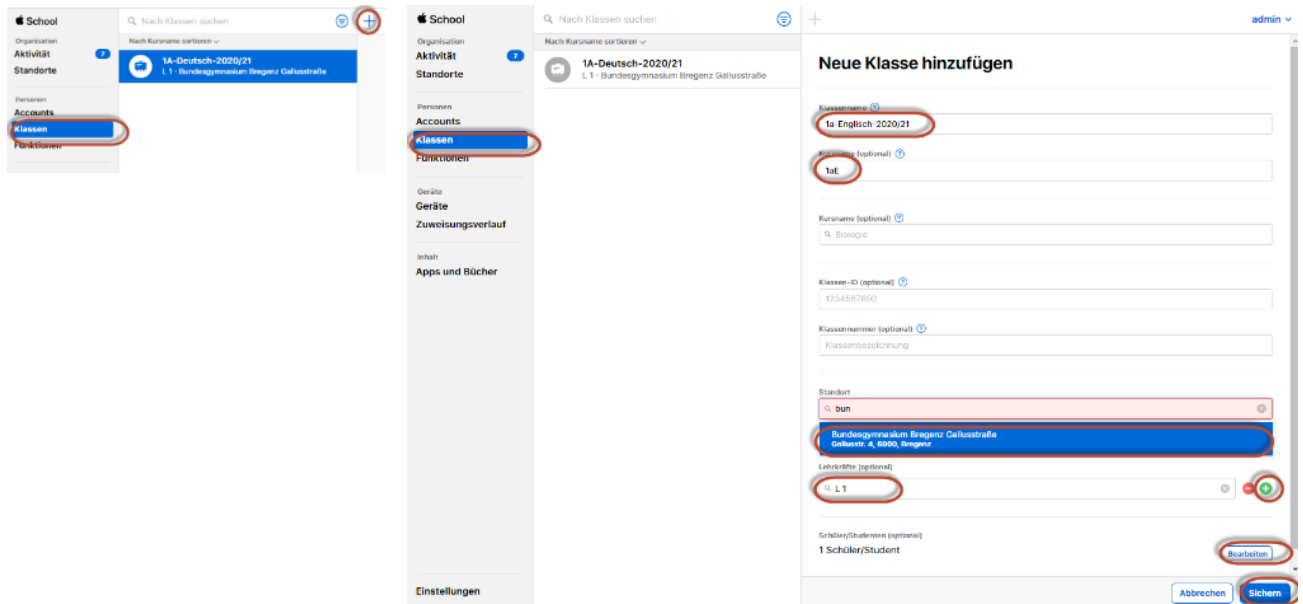 School
Nach Klassen suchen
Organisation
Nach Kursname sortieren
Aktivität
7
Standorte
1A-Deutsch-2020/21
L 1 - Bundesgymnasium Bregenz Gallusstraße
Personen
Accounts
Klassen
Funktionen
School
Nach Klassen suchen
Organisation
Nach Kursname sortieren
Aktivität
7
Standorte
1A-Deutsch-2020/21
L 1 - Bundesgymnasium Bregenz Gallusstraße
Personen
Accounts
Klassen
Funktionen
Geräte
Geräte
Zuweisungsverlauf
Inhalt
Apps und Bücher
Einstellungen
admin
Neue Klasse hinzufügen
Klassenname ?
1a-Englisch-2020/21
(optional) ?
1aE
Kursname (optional) ?
Biologie
Klassen-ID (optional) ?
1234567890
Klassennummer (optional) ?
Klassenbezeichnung
Standort
bun
Bundesgymnasium Bregenz Gallusstraße
Gallusstr. 4, 6900, Bregenz
Lehrkräfte (optional)
L 1
Schüler/Studenten (optional)
1 Schüler/Student
Bearbeiten
Abbrechen
Sichern